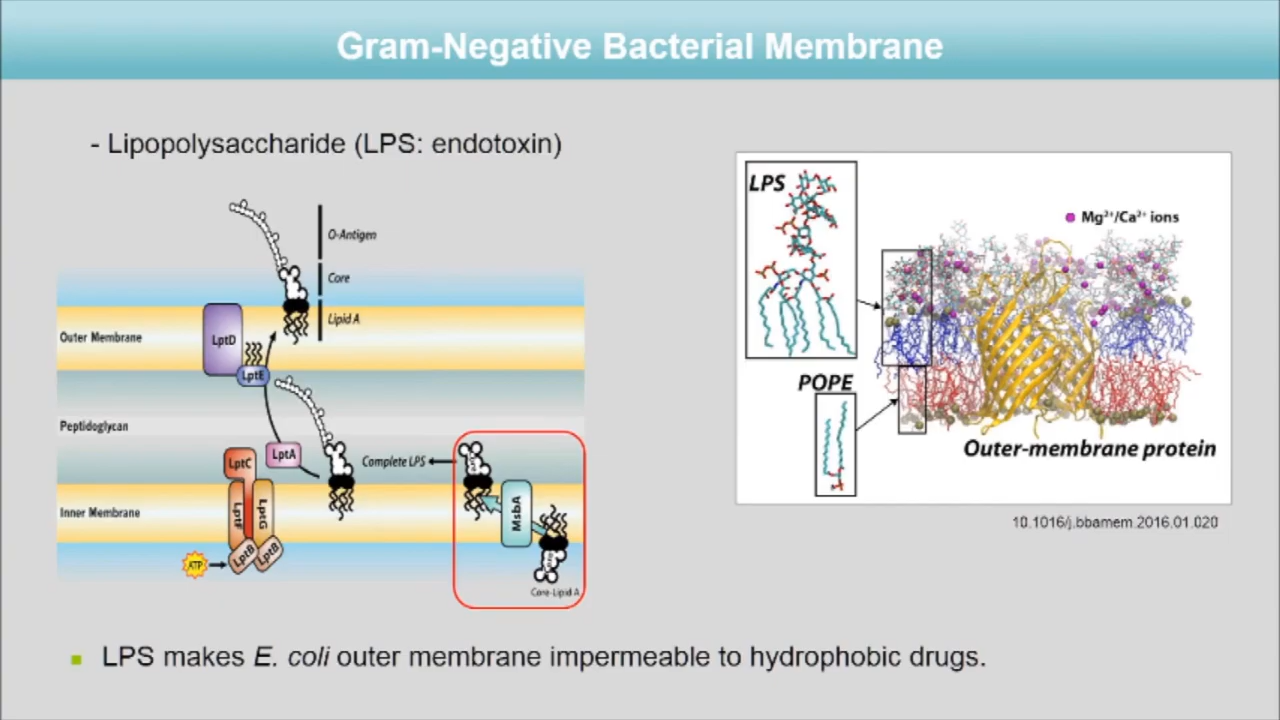 Gram-Negative Bacterial Membrane
- Lipopolysaccharide (LPS: endotoxin)
O-Antigen
Core
Lipid A
LptD
Outer Membrane
LptE
Peptidoglycan
LptC
LptA
Complete LPS
Core
Inner Membrane
LptF
LptG
MsbA
LptB
LptB
ATP
Core-Lipid A
LPS
Mg²⁺/Ca²⁺ ions
POPE
Outer-membrane protein
10.1016/j.bbamem.2016.01.020
LPS makes E. coli outer membrane impermeable to hydrophobic drugs.